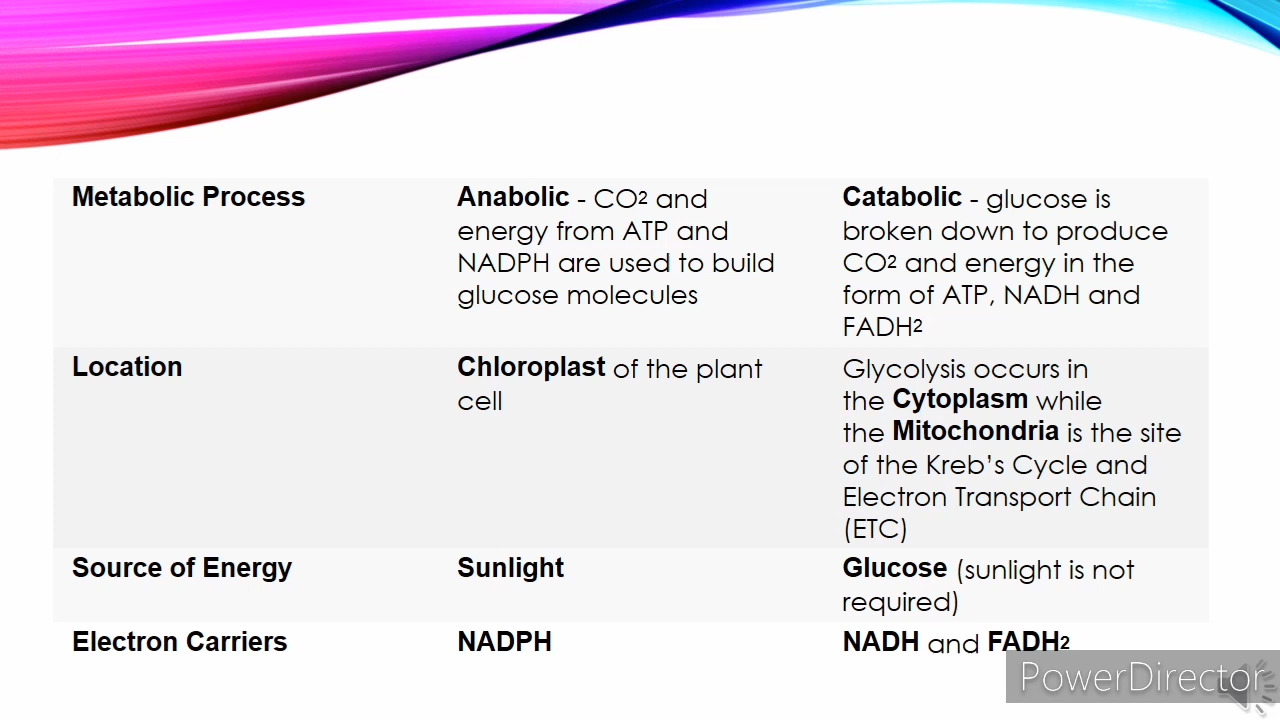 Metabolic Process
Anabolic - CO2 and
energy from ATP and
NADPH are used to build
glucose molecules
Catabolic - glucose is
broken down to produce
CO2 and energy in the
form of ATP, NADH and
FADH2
Location
Chloroplast of the plant
cell
Glycolysis occurs in
the Cytoplasm while
the Mitochondria is the site
of the Kreb’s Cycle and
Electron Transport Chain
(ETC)
Source of Energy
Sunlight
Glucose (sunlight is not
required)
Electron Carriers
NADPH
NADH and FADH2
PowerDirector